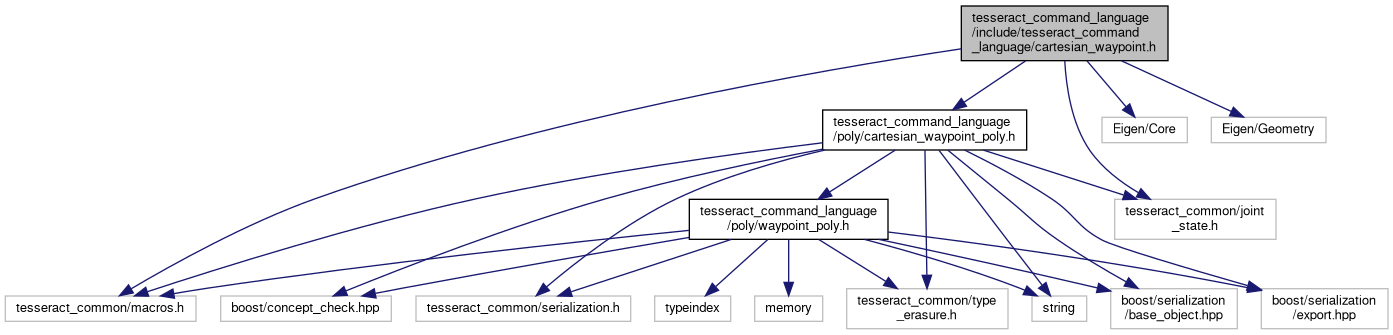 tesseract_command_language
/include/tesseract_command
_language/cartesian_waypoint.h
tesseract_command_language
/poly/cartesian_waypoint_poly.h
Eigen/Core
Eigen/Geometry
tesseract_command_language
/poly/waypoint_poly.h
tesseract_common/joint
_state.h
tesseract_common/macros.h
boost/concept_check.hpp
tesseract_common/serialization.h
typeindex
memory
tesseract_common/type
_erasure.h
string
boost/serialization
/base_object.hpp
boost/serialization
/export.hpp